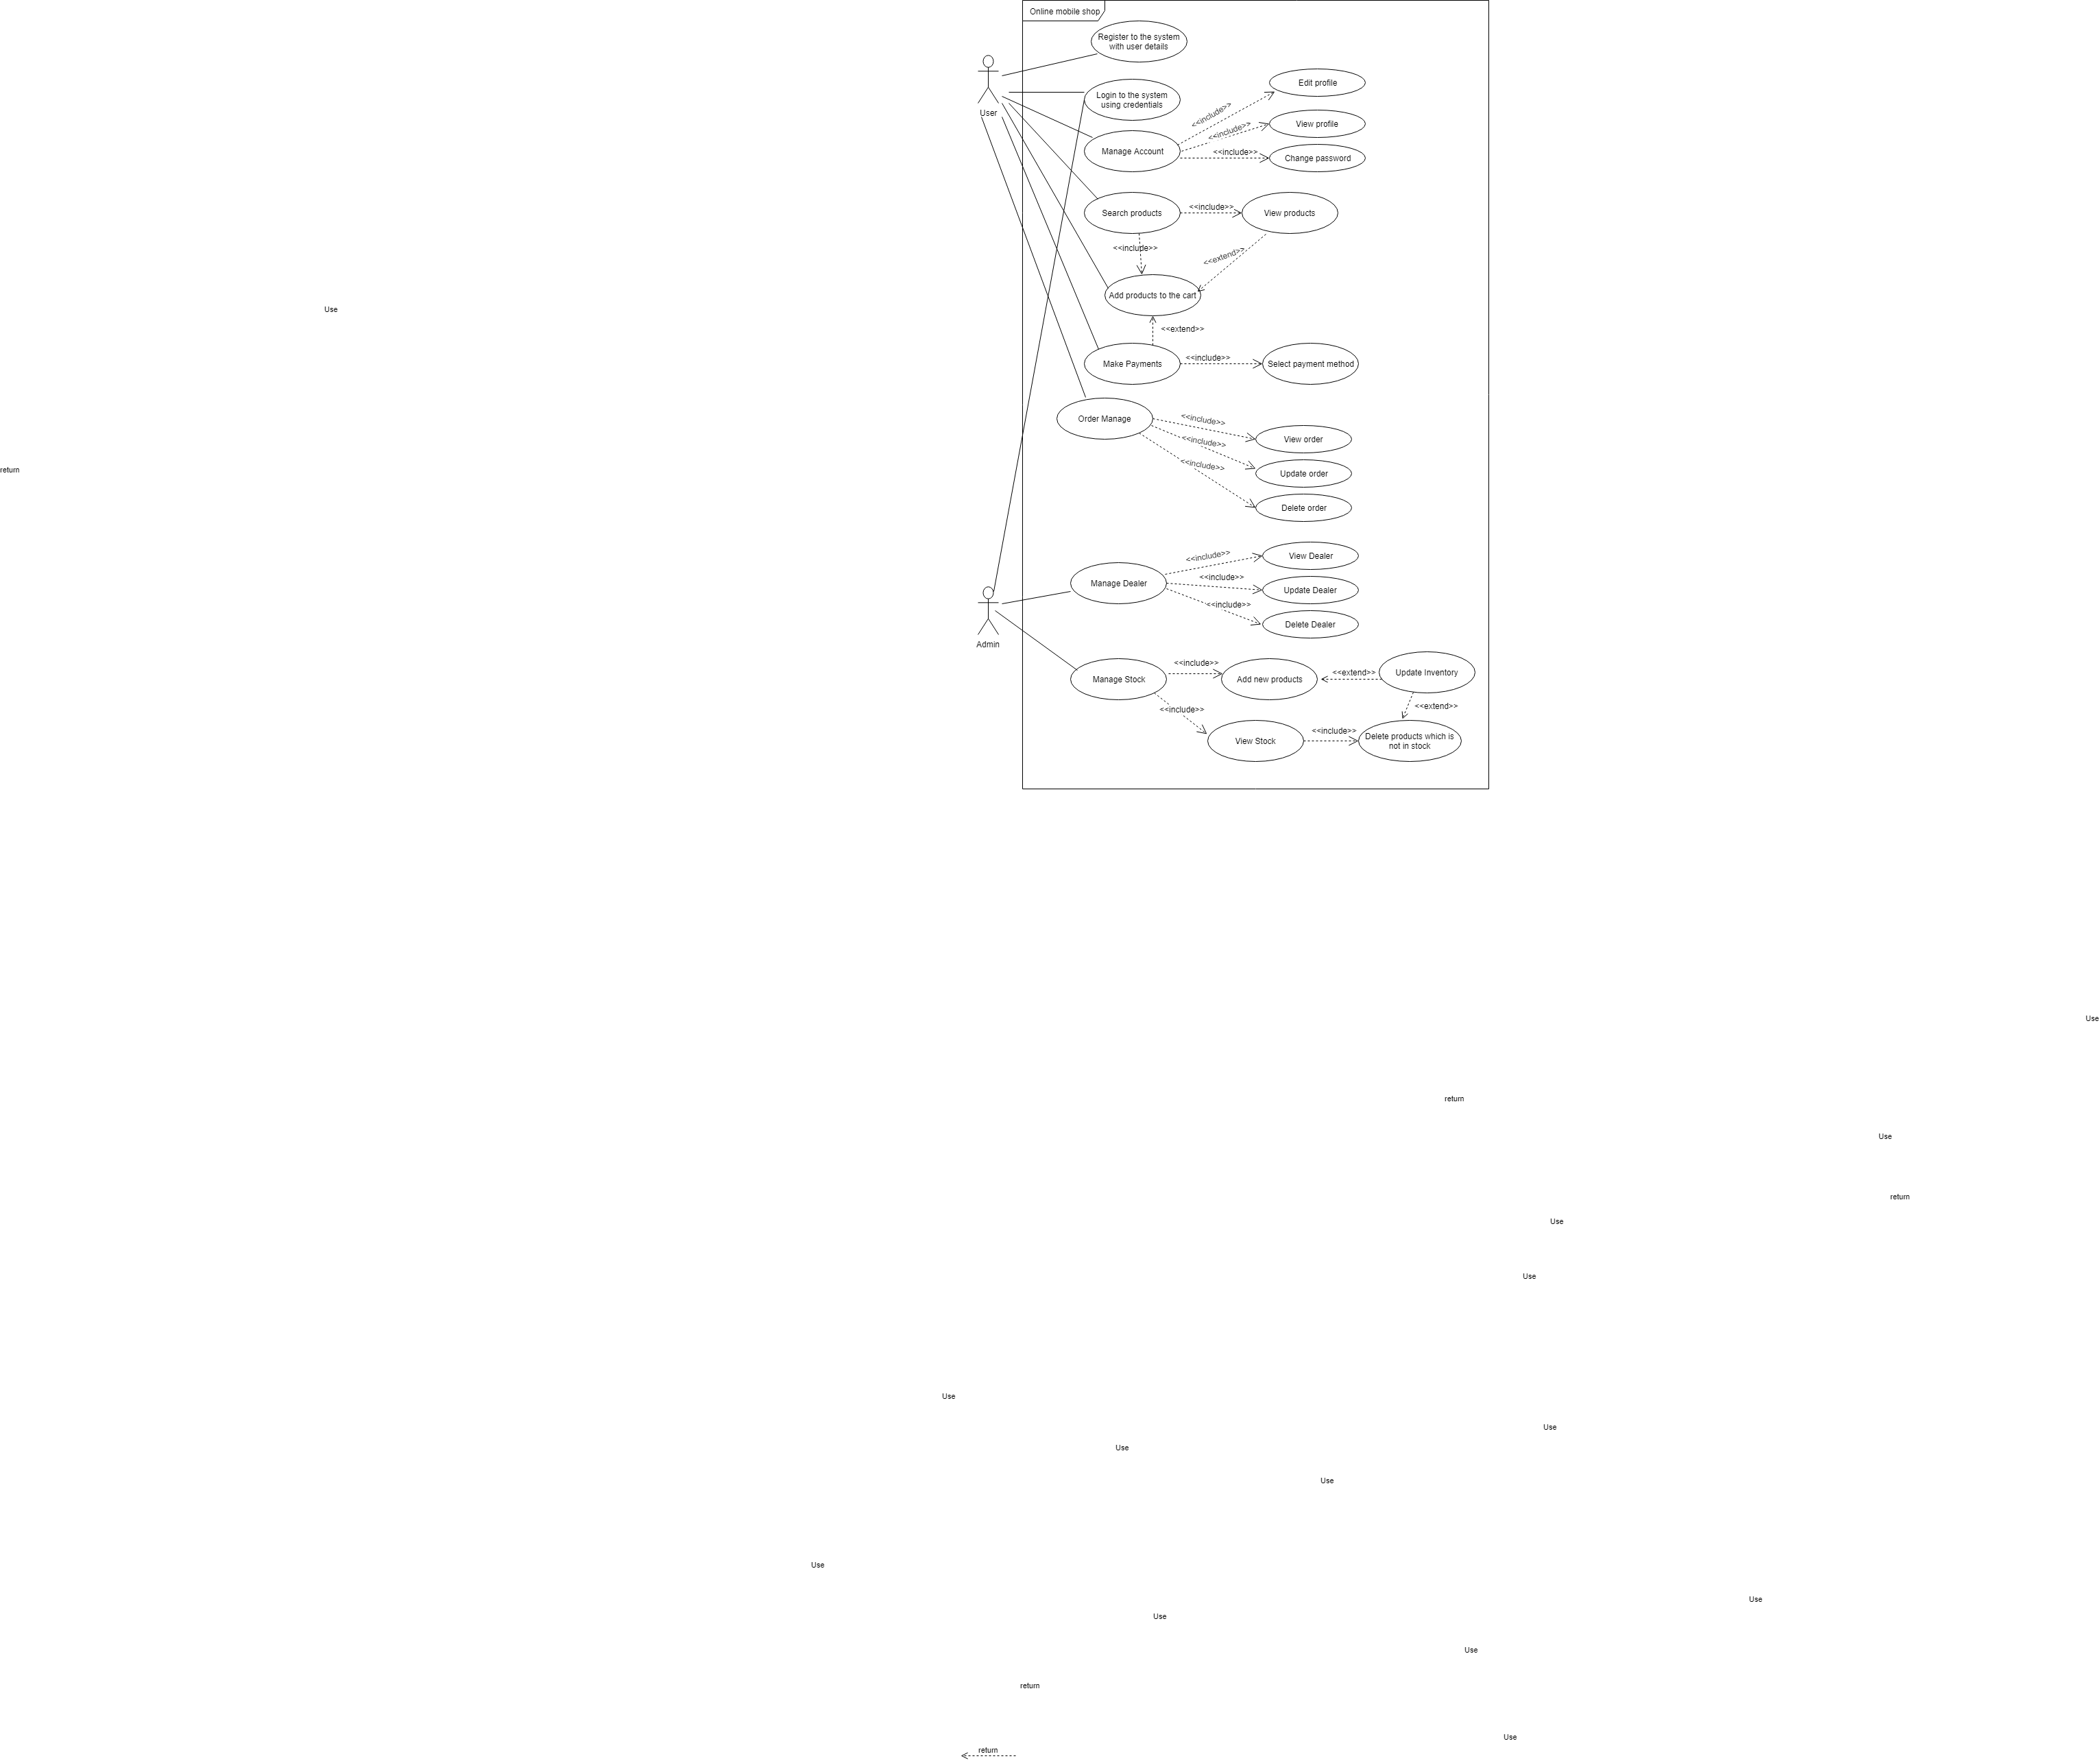 Online mobile shop
Register to the system
with user details
User
Login to the system
using credentials
Manage Account
<<include>>
Edit profile
<<include>>
View profile
<<include>>
Change password
Search products
<<include>>
View products
<<include>>
<<extend>>
Add products to the cart
<<extend>>
Make Payments
<<include>>
Select payment method
Order Manage
<<include>>
View order
<<include>>
Update order
<<include>>
Delete order
Manage Dealer
<<include>>
View Dealer
<<include>>
Update Dealer
<<include>>
Delete Dealer
Admin
Manage Stock
<<include>>
Add new products
<<extend>>
Update Inventory
<<include>>
<<extend>>
View Stock
<<include>>
Delete products which is
not in stock
Use
return
Use
return
Use
return
Use
Use
Use
Use
Use
Use
Use
Use
Use
Use
return
Use
return